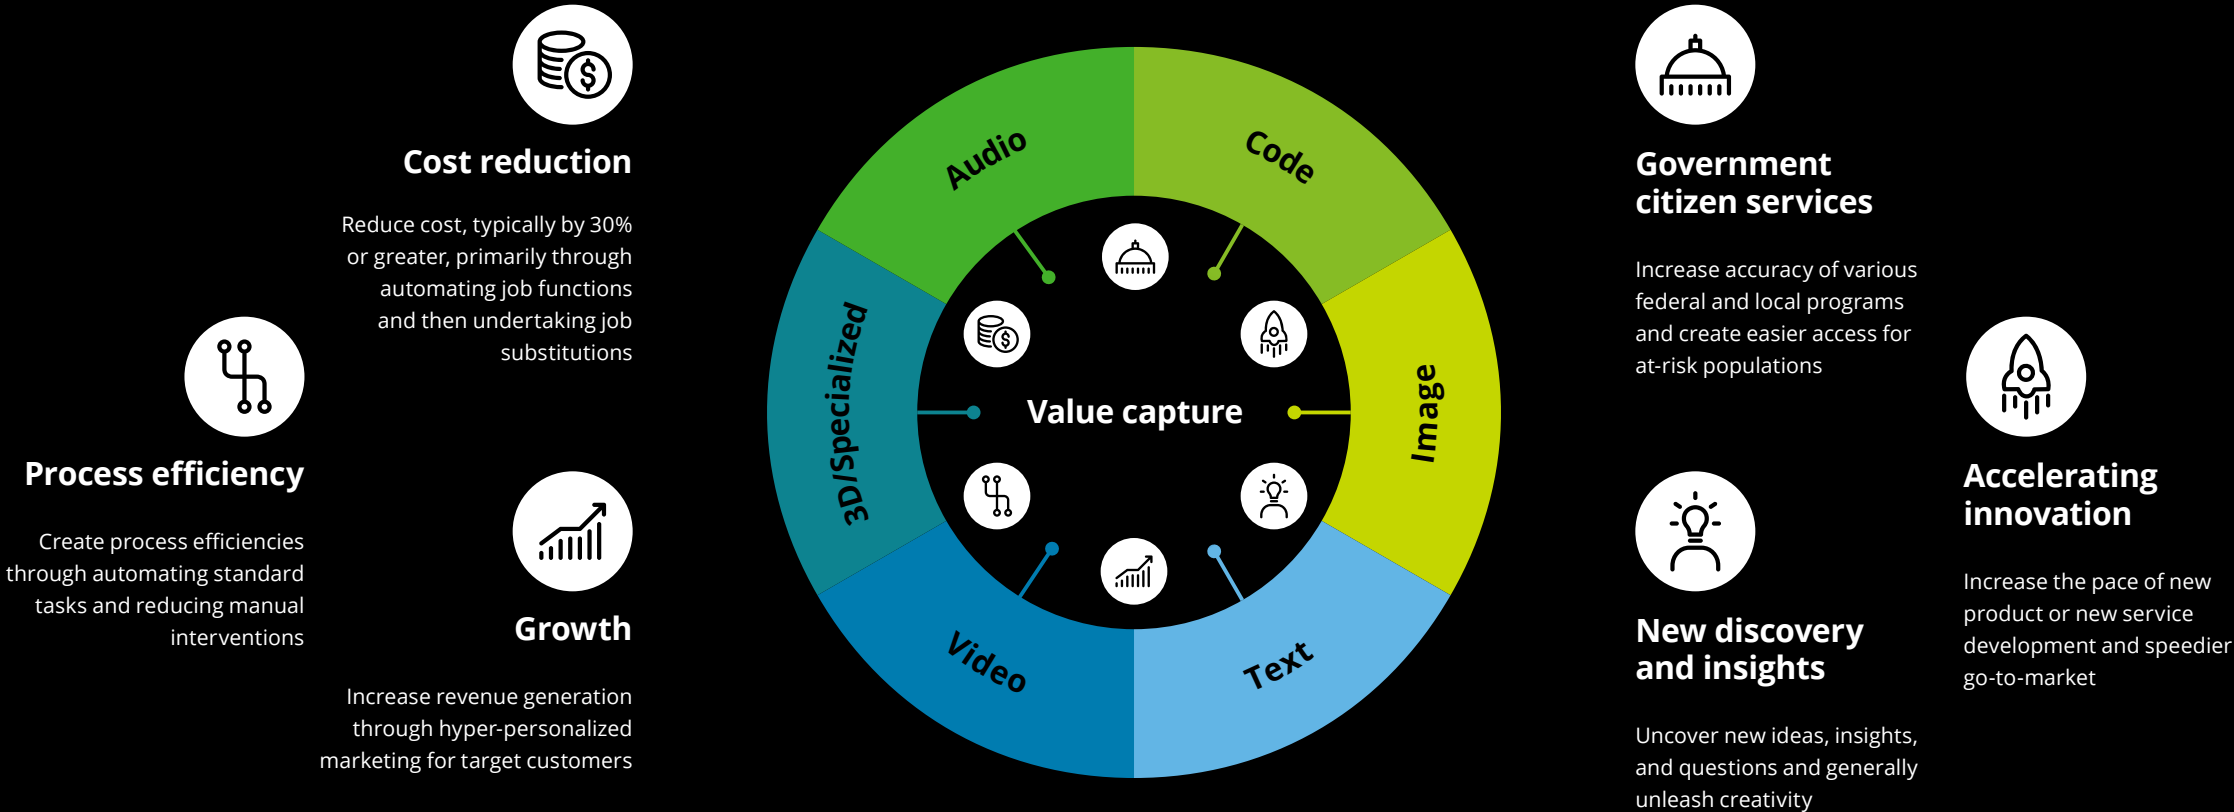 Cost reduction
Reduce cost, typically by 30%
or greater, primarily through
automating job functions
and then undertaking job
substitutions
Process efficiency
Create process efficiencies
through automating standard
tasks and reducing manual
interventions
Growth
Increase revenue generation
through hyper-personalized
marketing for target customers
Audio
Code
3D/Specialized
Value capture
Image
Video
Text
Government
citizen services
Increase accuracy of various
federal and local programs
and create easier access for
at-risk populations
Accelerating
innovation
Increase the pace of new
product or new service
development and speedier
go-to-market
New discovery
and insights
Uncover new ideas, insights,
and questions and generally
unleash creativity